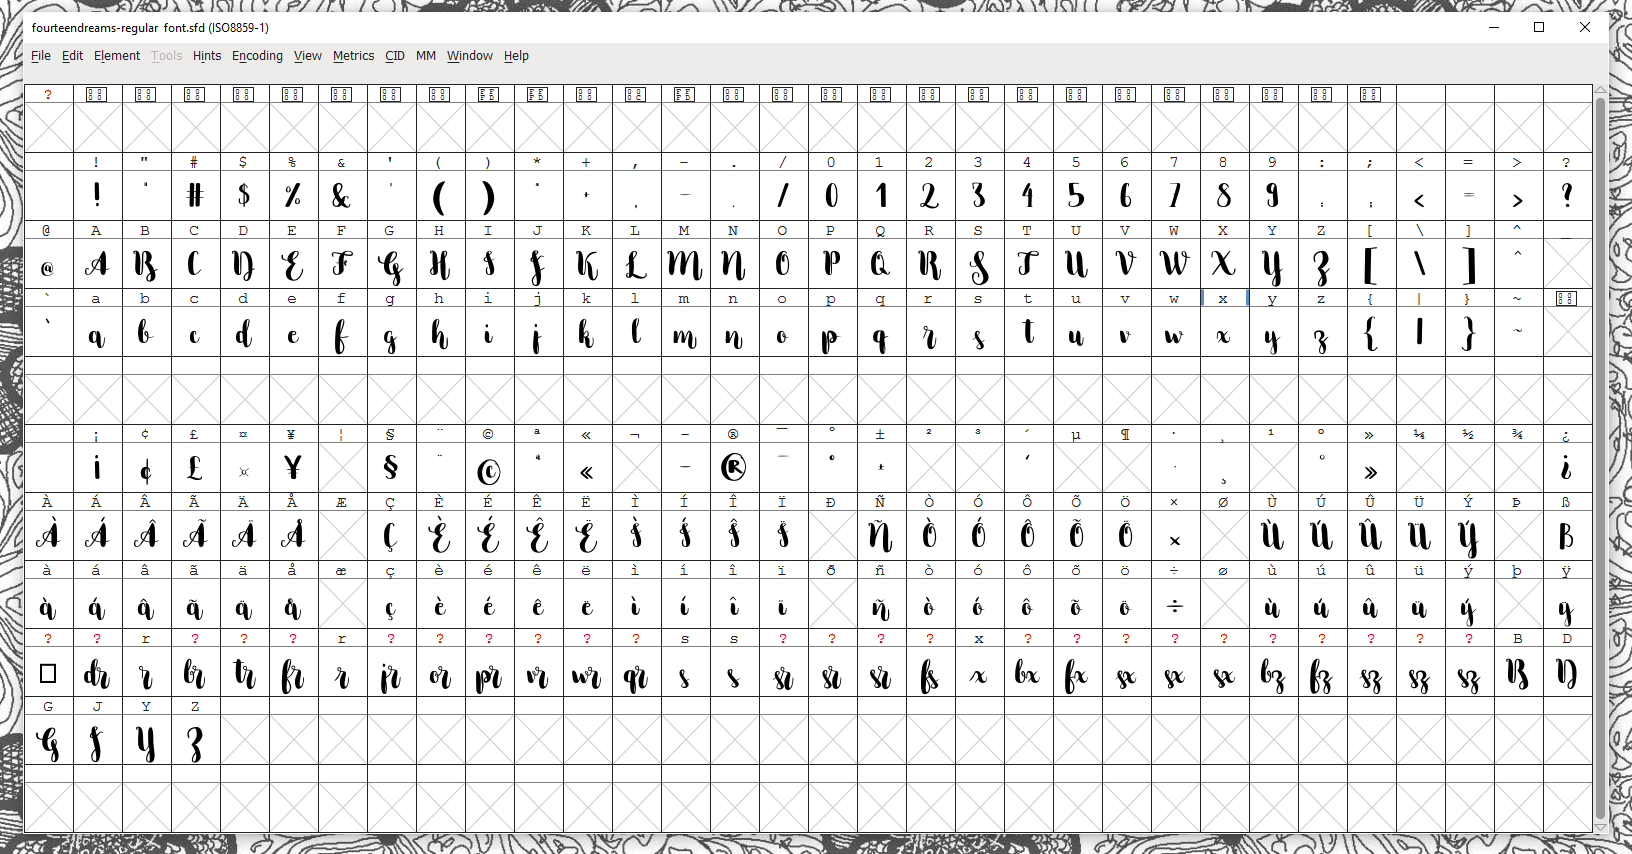 fourteendreams-regular font.sfd (ISO8859-1)
File Edit Element Tools Hints Encoding View Metrics CID MM Window Help
?
! " # $ % & ' ( ) * + , - . / 0 1 2 3 4 5 6 7 8 9 : ; < = > ?
! " # $ % & ' ( ) * + , - . / 0 1 2 3 4 5 6 7 8 9 : ; < = > ?
@ A B C D E F G H I J K L M N O P Q R S T U V W X Y Z [ \ ] ^ _
@ A B C D E F G H I J K L M N O P Q R S T U V W X Y Z [ \ ] ^
` a b c d e f g h i j k l m n o p q r s t u v w x y z { | } ~
` a b c d e f g h i j k l m n o p q r s t u v w x y z { | } ~
¡ ¢ £ ¤ ¥ ¦ § ¨ © ª « ¬ - ® ¯ ° ± ² ³ ´ µ ¶ · ¸ ¹ º » ¼ ½ ¾ ¿
¡ ¢ £ ¤ ¥ § ¨ © ª « - ® ¯ ° ± ´ · ¸ º » ¿
À Á Â Ã Ä Å Æ Ç È É Ê Ë Ì Í Î Ï Ð Ñ Ò Ó Ô Õ Ö × Ø Ù Ú Û Ü Ý Þ ß
À Á Â Ã Ä Å Ç È É Ê Ë Ì Í Î Ï Ñ Ò Ó Ô Õ Ö × Ù Ú Û Ü Ý ß
à á â ã ä å æ ç è é ê ë ì í î ï ð ñ ò ó ô õ ö ÷ ø ù ú û ü ý þ ÿ
à á â ã ä å ç è é ê ë ì í î ï ñ ò ó ô õ ö ÷ ù ú û ü ý ÿ
? ? r ? ? ? r ? ? ? ? ? ? s s ? ? ? ? x ? ? ? ? ? ? ? ? ? ? B D
dr r br tr fr r jr or pr vr wr qr s s sr sr sr fs x bx fx sx sx sx bz fz sz sz sz B D
G J Y Z
G J Y Z